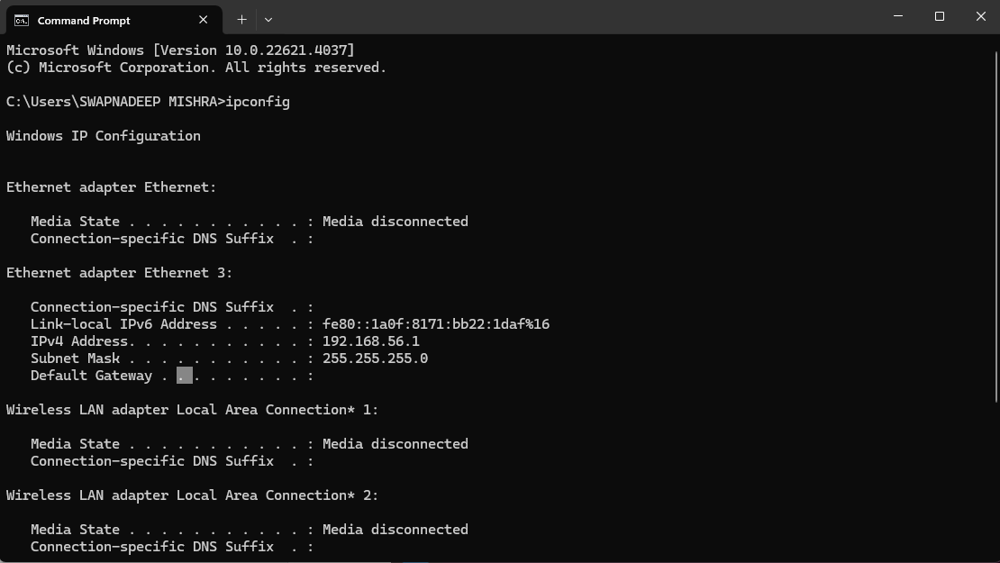 Command Prompt
Microsoft Windows [Version 10.0.22621.4037]
(c) Microsoft Corporation. All rights reserved.
C:\Users\SWAPNADEEP MISHRA>ipconfig
Windows IP Configuration
Ethernet adapter Ethernet:
   Media State . . . . . . . . . . . : Media disconnected
   Connection-specific DNS Suffix  . :
Ethernet adapter Ethernet 3:
   Connection-specific DNS Suffix  . :
   Link-local IPv6 Address . . . . . : fe80::1a0f:8171:bb22:1daf%16
   IPv4 Address. . . . . . . . . . . : 192.168.56.1
   Subnet Mask . . . . . . . . . . . : 255.255.255.0
   Default Gateway . . . . . . . . . :
Wireless LAN adapter Local Area Connection* 1:
   Media State . . . . . . . . . . . : Media disconnected
   Connection-specific DNS Suffix  . :
Wireless LAN adapter Local Area Connection* 2:
   Media State . . . . . . . . . . . : Media disconnected
   Connection-specific DNS Suffix  . :